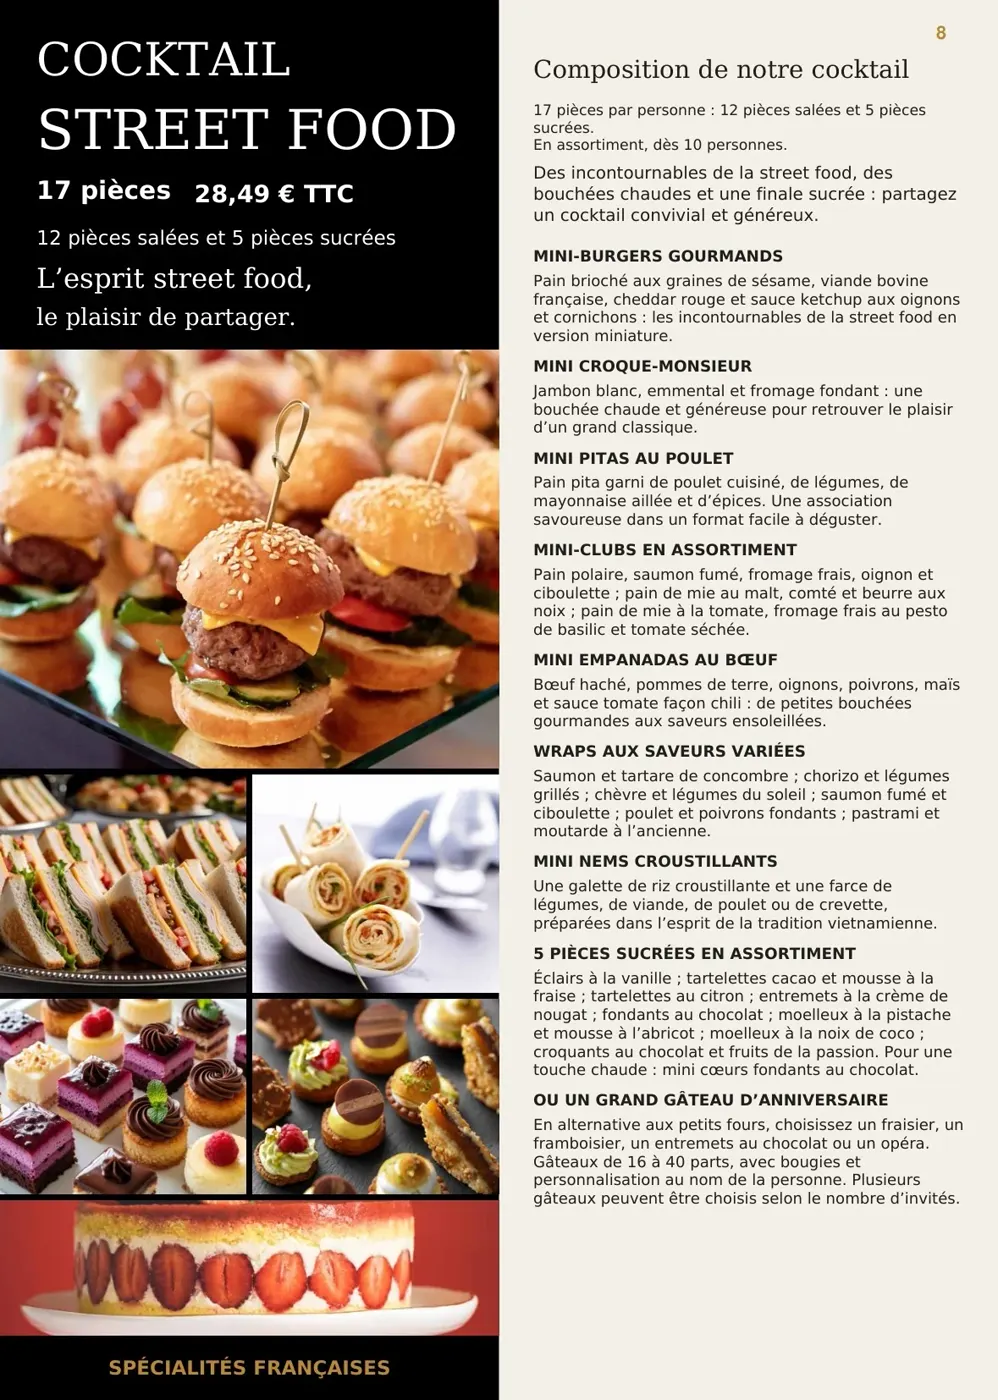 COCKTAIL
STREET FOOD
17 pièces 28,49 € TTC
12 pièces salées et 5 pièces sucrées
L’esprit street food,
le plaisir de partager.
SPÉCIALITÉS FRANÇAISES
8
Composition de notre cocktail
17 pièces par personne : 12 pièces salées et 5 pièces
sucrées.
En assortiment, dès 10 personnes.
Des incontournables de la street food, des
bouchées chaudes et une finale sucrée : partagez
un cocktail convivial et généreux.
MINI-BURGERS GOURMANDS
Pain brioché aux graines de sésame, viande bovine
française, cheddar rouge et sauce ketchup aux oignons
et cornichons : les incontournables de la street food en
version miniature.
MINI CROQUE-MONSIEUR
Jambon blanc, emmental et fromage fondant : une
bouchée chaude et généreuse pour retrouver le plaisir
d’un grand classique.
MINI PITAS AU POULET
Pain pita garni de poulet cuisiné, de légumes, de
mayonnaise aillée et d’épices. Une association
savoureuse dans un format facile à déguster.
MINI-CLUBS EN ASSORTIMENT
Pain polaire, saumon fumé, fromage frais, oignon et
ciboulette ; pain de mie au malt, comté et beurre aux
noix ; pain de mie à la tomate, fromage frais au pesto
de basilic et tomate séchée.
MINI EMPANADAS AU BŒUF
Bœuf haché, pommes de terre, oignons, poivrons, maïs
et sauce tomate façon chili : de petites bouchées
gourmandes aux saveurs ensoleillées.
WRAPS AUX SAVEURS VARIÉES
Saumon et tartare de concombre ; chorizo et légumes
grillés ; chèvre et légumes du soleil ; saumon fumé et
ciboulette ; poulet et poivrons fondants ; pastrami et
moutarde à l’ancienne.
MINI NEMS CROUSTILLANTS
Une galette de riz croustillante et une farce de
légumes, de viande, de poulet ou de crevette,
préparées dans l’esprit de la tradition vietnamienne.
5 PIÈCES SUCRÉES EN ASSORTIMENT
Éclairs à la vanille ; tartelettes cacao et mousse à la
fraise ; tartelettes au citron ; entremets à la crème de
nougat ; fondants au chocolat ; moelleux à la pistache
et mousse à l’abricot ; moelleux à la noix de coco ;
croquants au chocolat et fruits de la passion. Pour une
touche chaude : mini cœurs fondants au chocolat.
OU UN GRAND GÂTEAU D’ANNIVERSAIRE
En alternative aux petits fours, choisissez un fraisier, un
framboisier, un entremets au chocolat ou un opéra.
Gâteaux de 16 à 40 parts, avec bougies et
personnalisation au nom de la personne. Plusieurs
gâteaux peuvent être choisis selon le nombre d’invités.